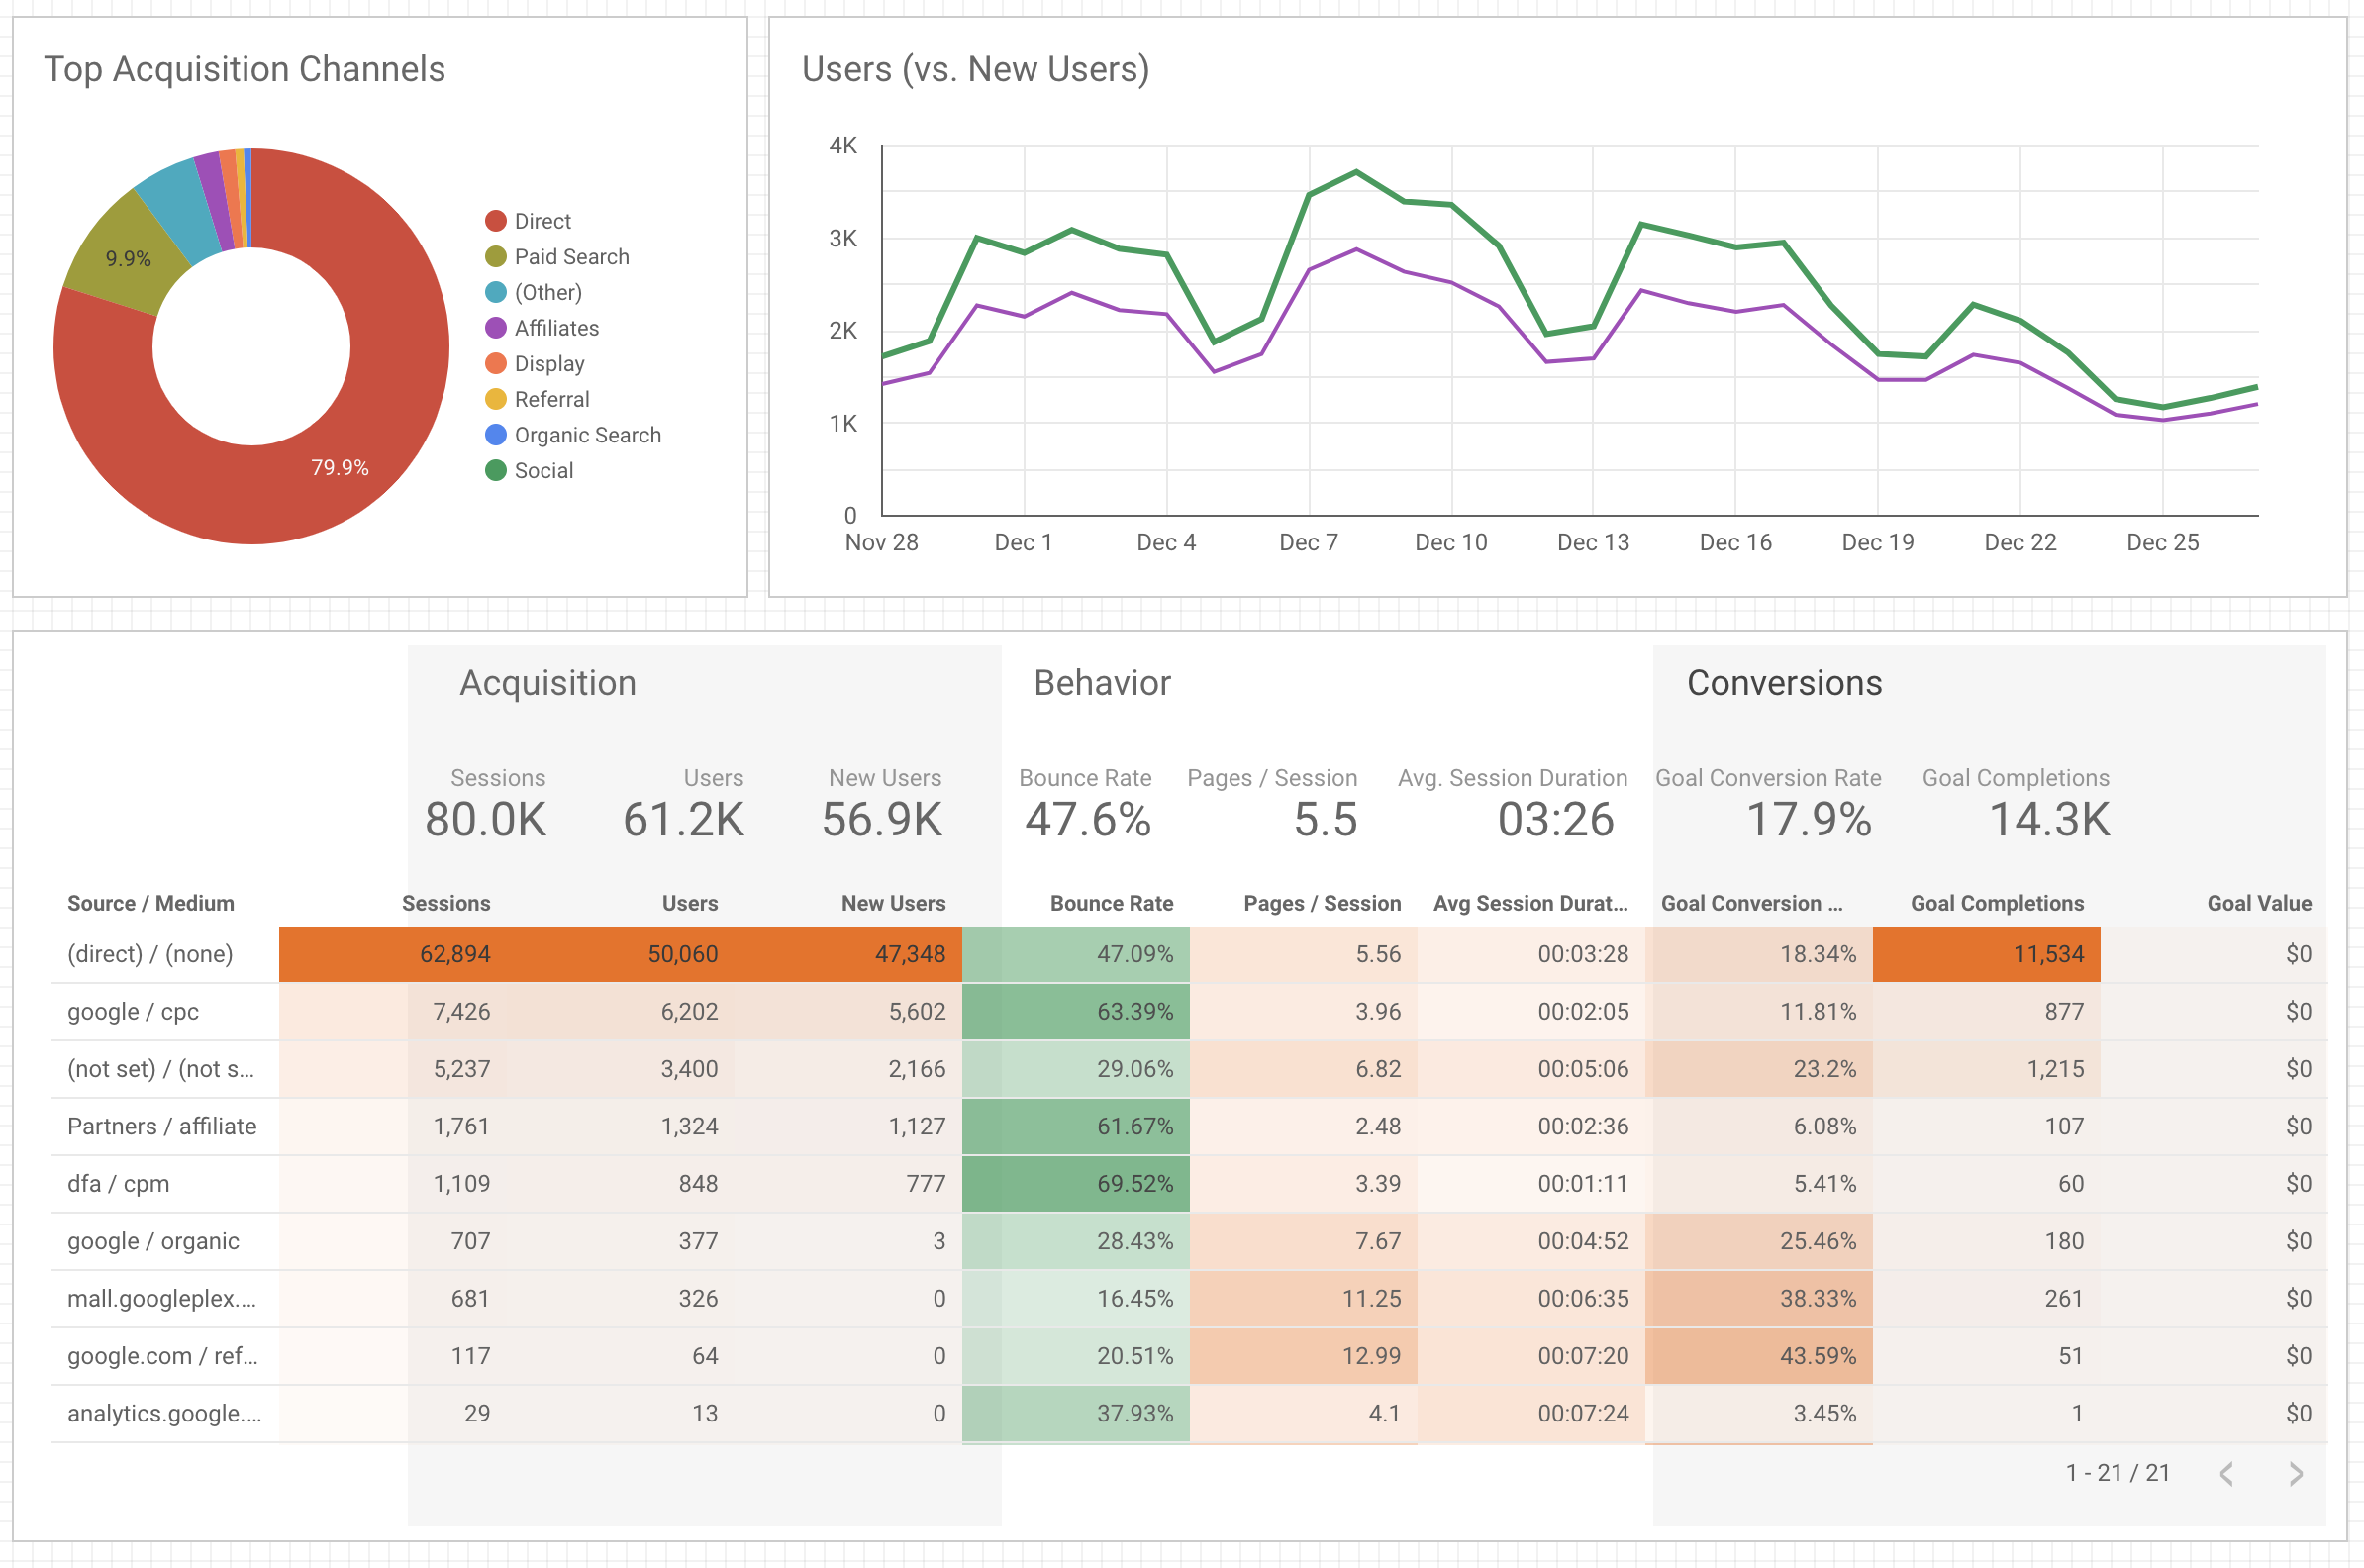 Top Acquisition Channels
9.9%
79.9%
Direct
Paid Search
(Other)
Affiliates
Display
Referral
Organic Search
Social
Users (vs. New Users)
4K
3K
2K
1K
0
Nov 28 Dec 1 Dec 4 Dec 7 Dec 10 Dec 13 Dec 16 Dec 19 Dec 22 Dec 25
Acquisition Behavior Conversions
Sessions Users New Users Bounce Rate Pages / Session Avg. Session Duration Goal Conversion Rate Goal Completions
80.0K 61.2K 56.9K 47.6% 5.5 03:26 17.9% 14.3K
Source / Medium Sessions Users New Users Bounce Rate Pages / Session Avg Session Durat... Goal Conversion ... Goal Completions Goal Value
(direct) / (none) 62,894 50,060 47,348 47.09% 5.56 00:03:28 18.34% 11,534 $0
google / cpc 7,426 6,202 5,602 63.39% 3.96 00:02:05 11.81% 877 $0
(not set) / (not s... 5,237 3,400 2,166 29.06% 6.82 00:05:06 23.2% 1,215 $0
Partners / affiliate 1,761 1,324 1,127 61.67% 2.48 00:02:36 6.08% 107 $0
dfa / cpm 1,109 848 777 69.52% 3.39 00:01:11 5.41% 60 $0
google / organic 707 377 3 28.43% 7.67 00:04:52 25.46% 180 $0
mall.googleplex.... 681 326 0 16.45% 11.25 00:06:35 38.33% 261 $0
google.com / ref... 117 64 0 20.51% 12.99 00:07:20 43.59% 51 $0
analytics.google.... 29 13 0 37.93% 4.1 00:07:24 3.45% 1 $0
1 - 21 / 21